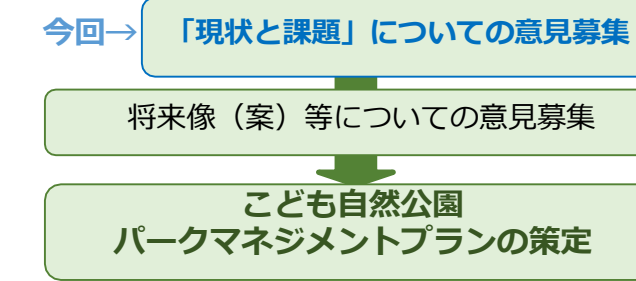 今回→
「現状と課題」についての意見募集
将来像（案）等についての意見募集
こども自然公園
パークマネジメントプランの策定